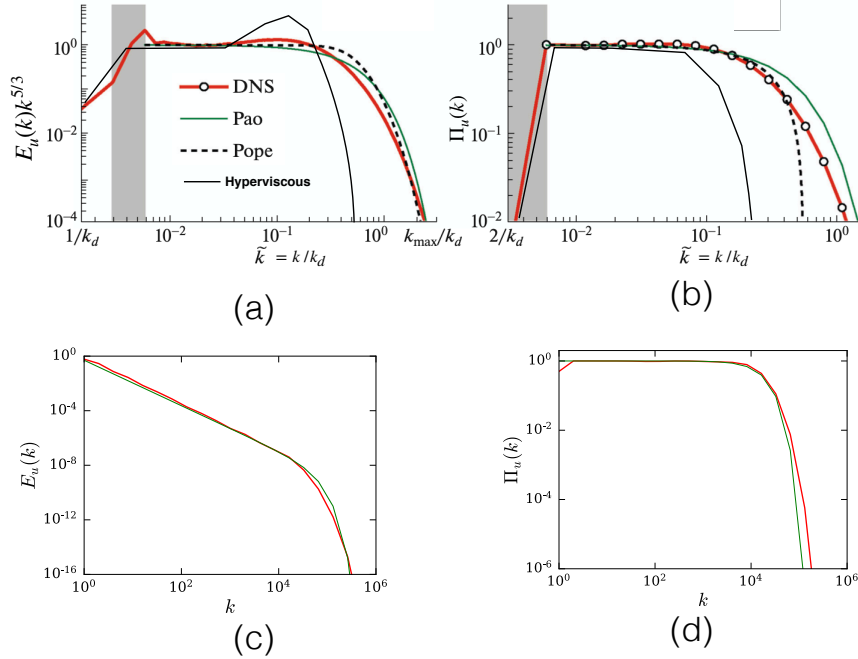 10^0
10^-2
10^-4
E_u(k)k^{5/3}
DNS
Pao
Pope
Hyperviscous
1/k_d
10^-2
10^-1
10^0
k_max/k_d
k̃ = k/k_d
(a)
10^0
10^-1
10^-2
Π_u(k)
2/k_d
10^-2
10^-1
10^0
k̃ = k/k_d
(b)
10^0
10^-4
10^-8
10^-12
10^-16
E_u(k)
10^0
10^2
10^4
10^6
k
(c)
10^0
10^-2
10^-4
10^-6
Π_u(k)
10^0
10^2
10^4
10^6
k
(d)